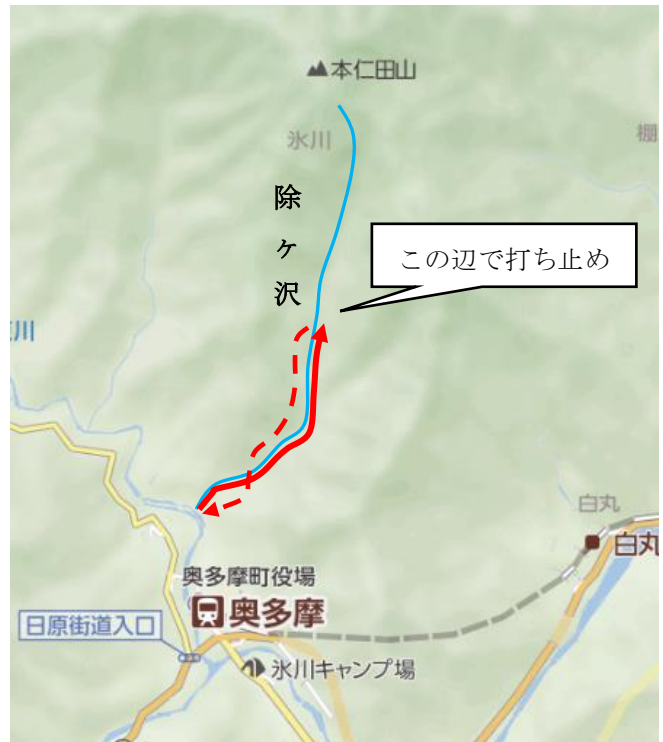 本仁田山
氷川
棚
除ヶ沢
この辺で打ち止め
川
白丸
白丸
奥多摩町役場
奥多摩
日原街道入口
氷川キャンプ場